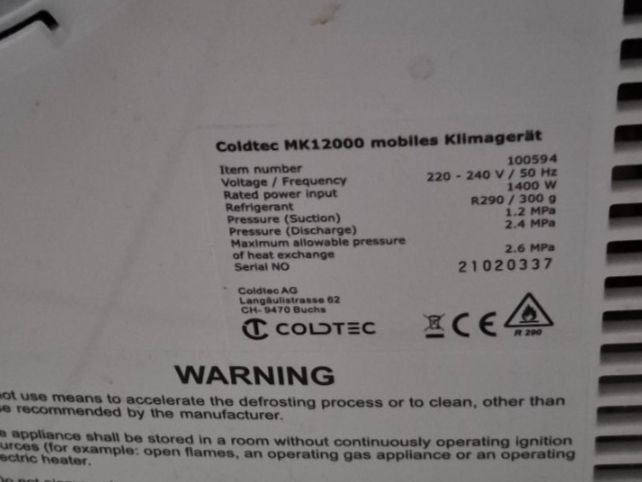 Coldtec MK12000 mobiles Klimagerät
Item number 100594
Voltage / Frequency 220 - 240 V / 50 Hz
Rated power input 1400 W
Refrigerant R290 / 300 g
Pressure (Suction) 1.2 MPa
Pressure (Discharge) 2.4 MPa
Maximum allowable pressure
of heat exchange 2.6 MPa
Serial NO 21020337
Coldtec AG
Langäulistrasse 62
CH- 9470 Buchs
COLDTEC CE R 290
WARNING
not use means to accelerate the defrosting process or to clean, other than
recommended by the manufacturer.
appliance shall be stored in a room without continuously operating ignition
(for example: open flames, an operating gas appliance or an operating
heater.